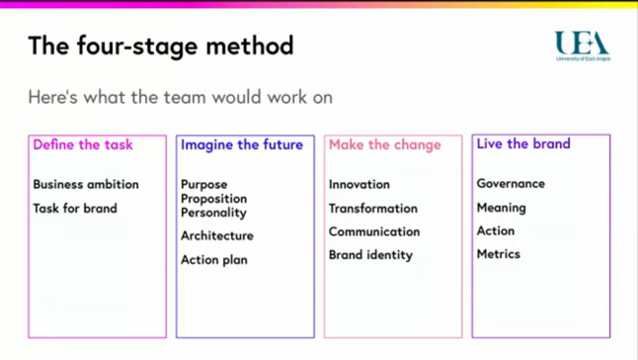 The four-stage method
UEA
University of East Anglia
Here's what the team would work on
Define the task
Business ambition
Task for brand
Imagine the future
Purpose
Proposition
Personality
Architecture
Action plan
Make the change
Innovation
Transformation
Communication
Brand identity
Live the brand
Governance
Meaning
Action
Metrics